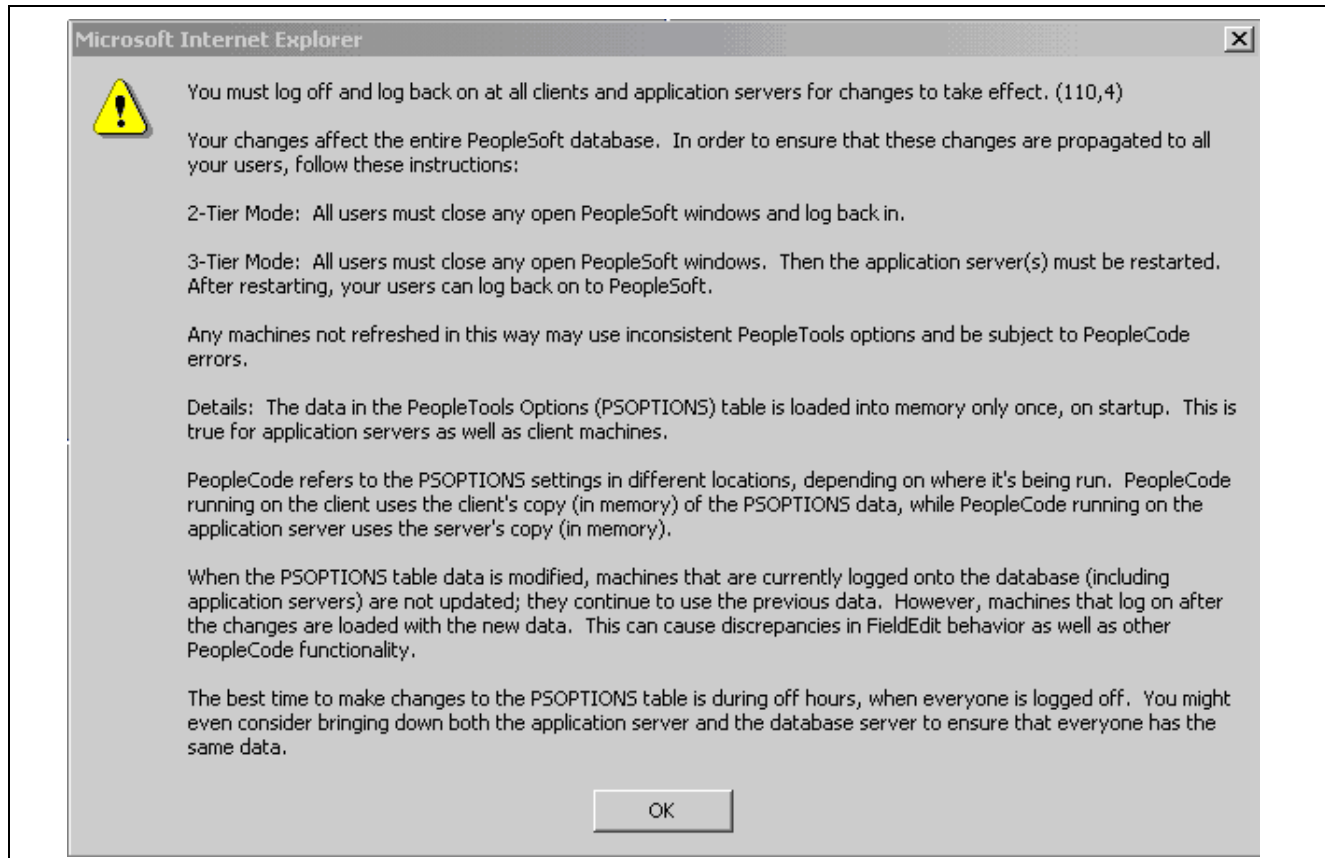 Microsoft Internet Explorer
You must log off and log back on at all clients and application servers for changes to take effect. (110,4)
Your changes affect the entire PeopleSoft database.  In order to ensure that these changes are propagated to all
your users, follow these instructions:
2-Tier Mode:  All users must close any open PeopleSoft windows and log back in.
3-Tier Mode:  All users must close any open PeopleSoft windows.  Then the application server(s) must be restarted.
After restarting, your users can log back on to PeopleSoft.
Any machines not refreshed in this way may use inconsistent PeopleTools options and be subject to PeopleCode
errors.
Details:  The data in the PeopleTools Options (PSOPTIONS) table is loaded into memory only once, on startup.  This is
true for application servers as well as client machines.
PeopleCode refers to the PSOPTIONS settings in different locations, depending on where it's being run.  PeopleCode
running on the client uses the client's copy (in memory) of the PSOPTIONS data, while PeopleCode running on the
application server uses the server's copy (in memory).
When the PSOPTIONS table data is modified, machines that are currently logged onto the database (including
application servers) are not updated; they continue to use the previous data.  However, machines that log on after
the changes are loaded with the new data.  This can cause discrepancies in FieldEdit behavior as well as other
PeopleCode functionality.
The best time to make changes to the PSOPTIONS table is during off hours, when everyone is logged off.  You might
even consider bringing down both the application server and the database server to ensure that everyone has the
same data.
OK